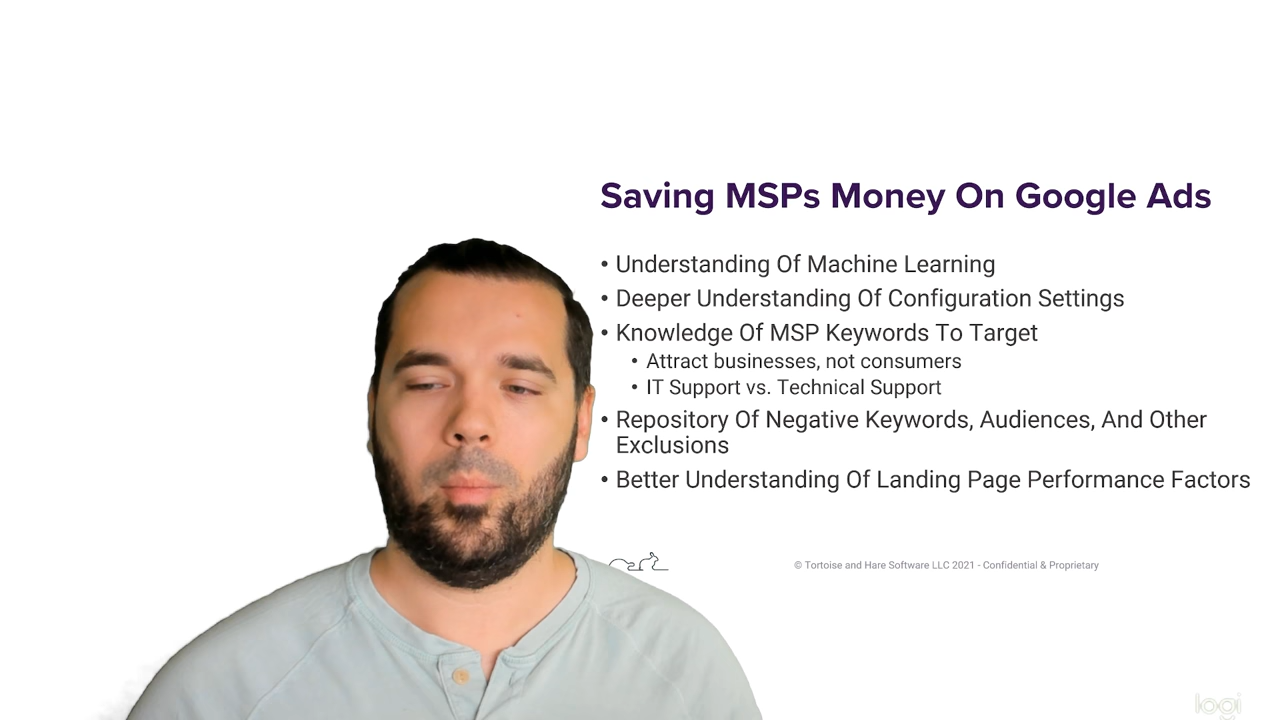 Saving MSPs Money On Google Ads
• Understanding Of Machine Learning
• Deeper Understanding Of Configuration Settings
• Knowledge Of MSP Keywords To Target
• Attract businesses, not consumers
• IT Support vs. Technical Support
• Repository Of Negative Keywords, Audiences, And Other
Exclusions
• Better Understanding Of Landing Page Performance Factors
© Tortoise and Hare Software LLC 2021 - Confidential & Proprietary
logi